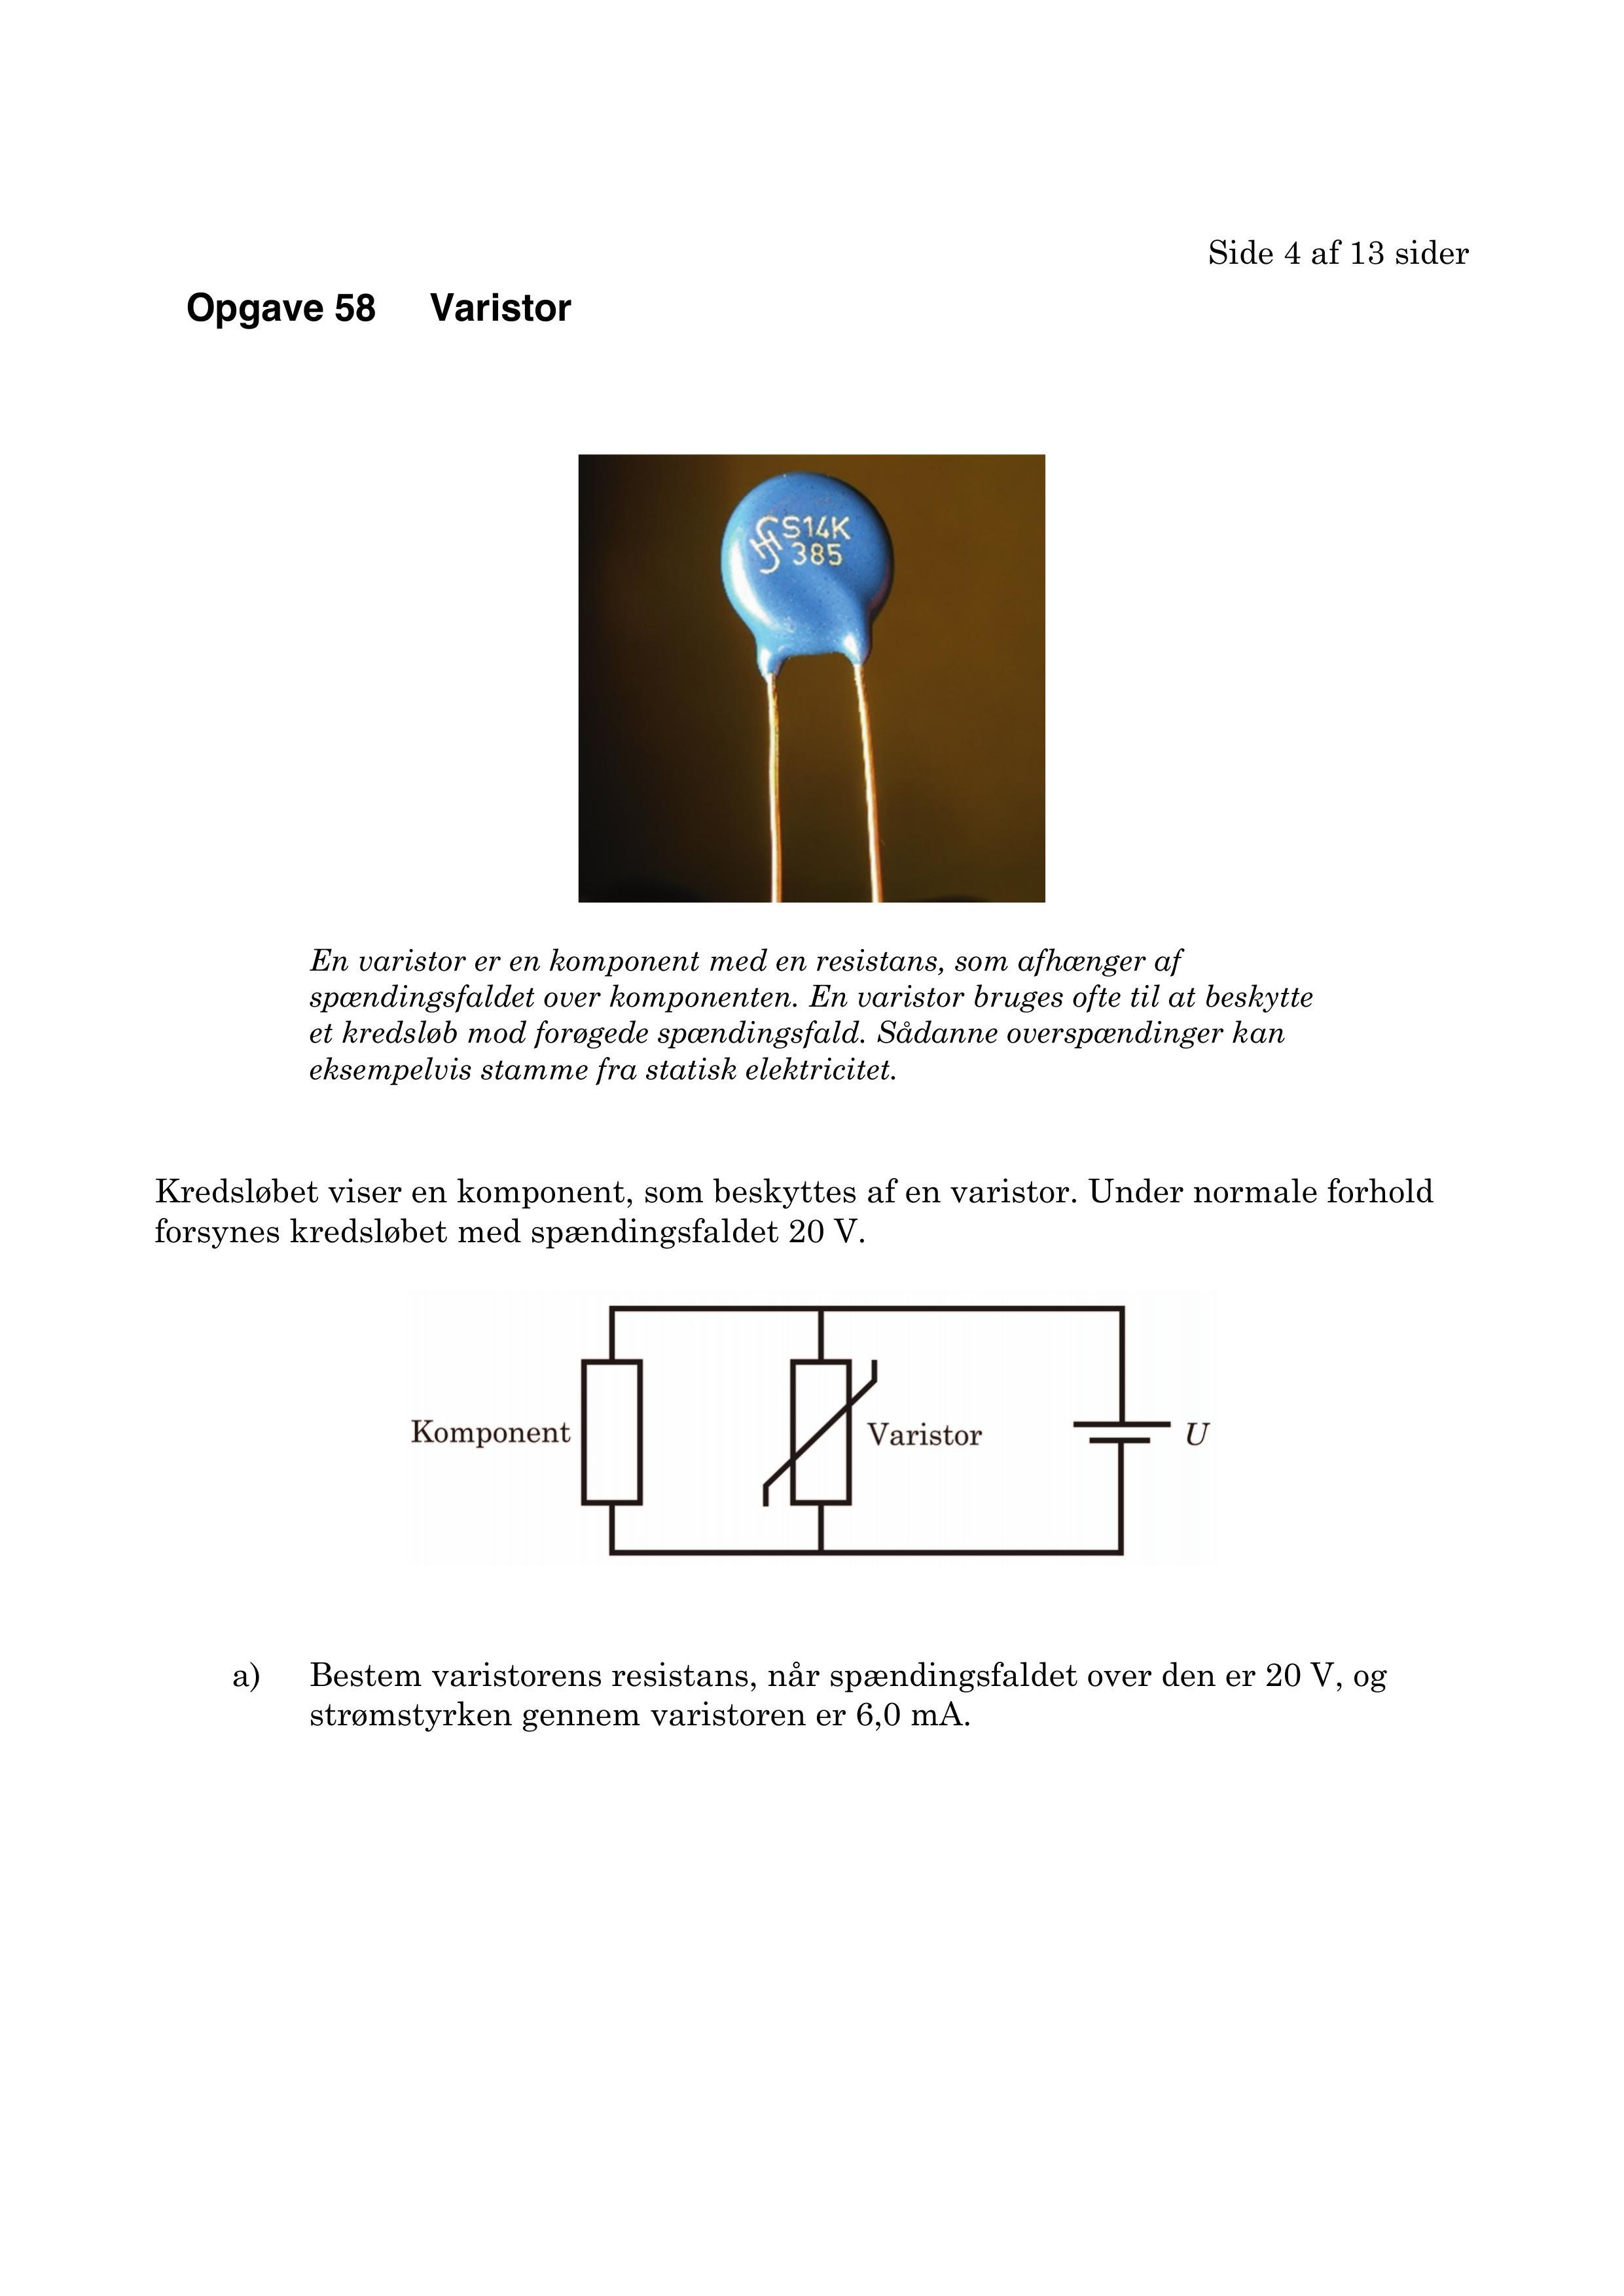 Side 4 af 13 sider
Opgave 58 Varistor
S14K
385
En varistor er en komponent med en resistans, som afhænger af
spændingsfaldet over komponenten. En varistor bruges ofte til at beskytte
et kredsløb mod forøgede spændingsfald. Sådanne overspændinger kan
eksempelvis stamme fra statisk elektricitet.
Kredsløbet viser en komponent, som beskyttes af en varistor. Under normale forhold
forsynes kredsløbet med spændingsfaldet 20 V.
Komponent
Varistor
U
a) Bestem varistorens resistans, når spændingsfaldet over den er 20 V, og
strømstyrken gennem varistoren er 6,0 mA.